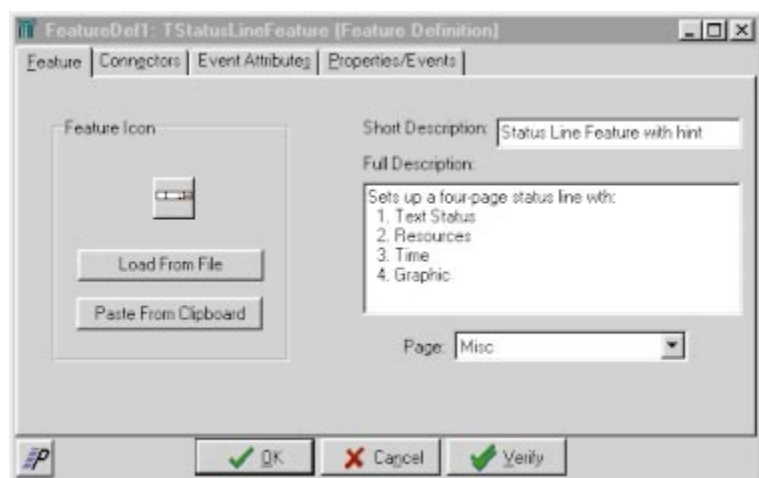 FeatureDef1: TStatusLineFeature [Feature Definition]
Feature Connectors Event Attributes Properties/Events
Feature Icon
Load From File
Paste From Clipboard
Short Description: Status Line Feature with hint
Full Description:
Sets up a four-page status line wth:
1. Text Status
2. Resources
3. Time
4. Graphic
Page: Misc
P OK Cancel Verify